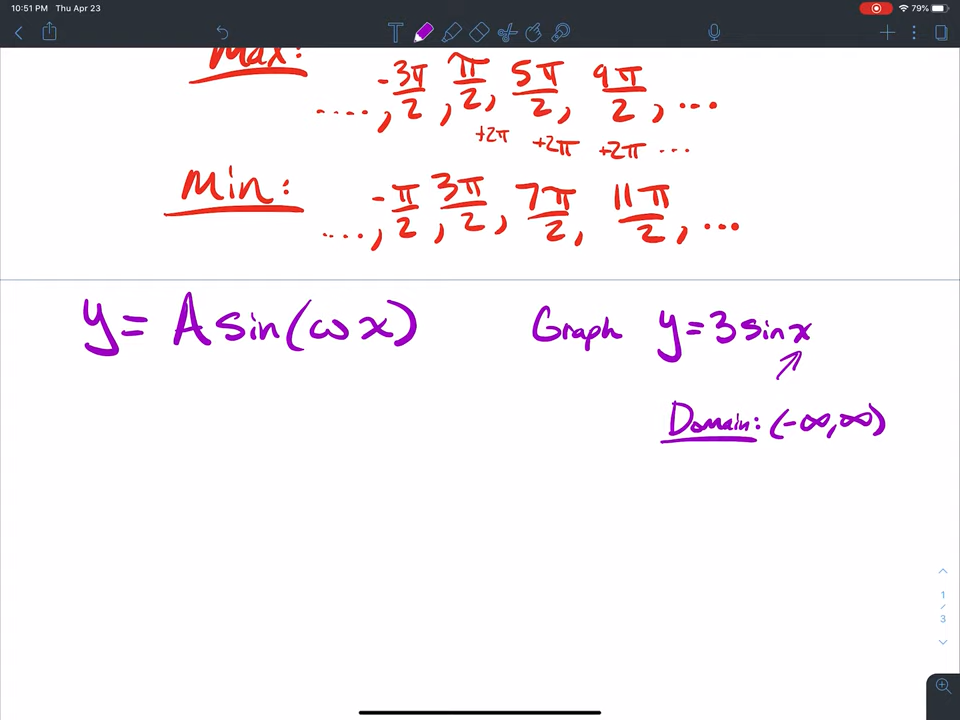 10:51 PM Thu Apr 23 79%
T
Max:
...., -3π/2, π/2, 5π/2, 9π/2, ...
+2π +2π +2π ...
Min:
...., -π/2, 3π/2, 7π/2, 11π/2, ...
y = A sin(ωx) Graph y = 3 sin x
Domain: (-∞, ∞)
1
/
3